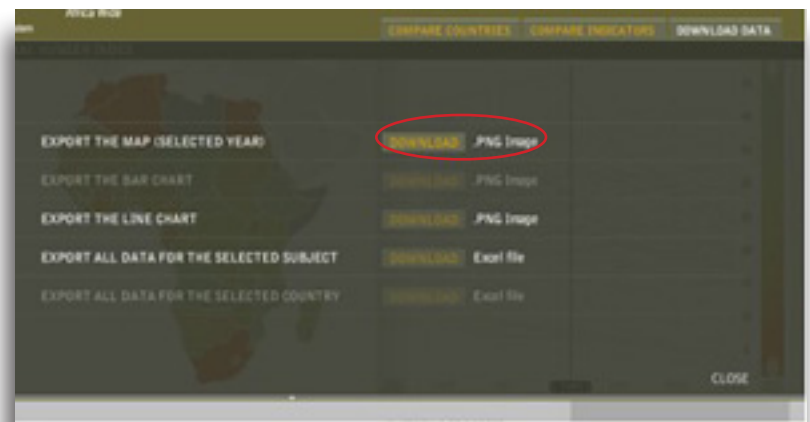 Africa Wide
COMPARE COUNTRIES COMPARE INDICATORS DOWNLOAD DATA
EXPORT THE MAP (SELECTED YEAR) DOWNLOAD .PNG Image
EXPORT THE BAR CHART DOWNLOAD .PNG Image
EXPORT THE LINE CHART DOWNLOAD .PNG Image
EXPORT ALL DATA FOR THE SELECTED SUBJECT DOWNLOAD Excel file
EXPORT ALL DATA FOR THE SELECTED COUNTRY DOWNLOAD Excel file
CLOSE